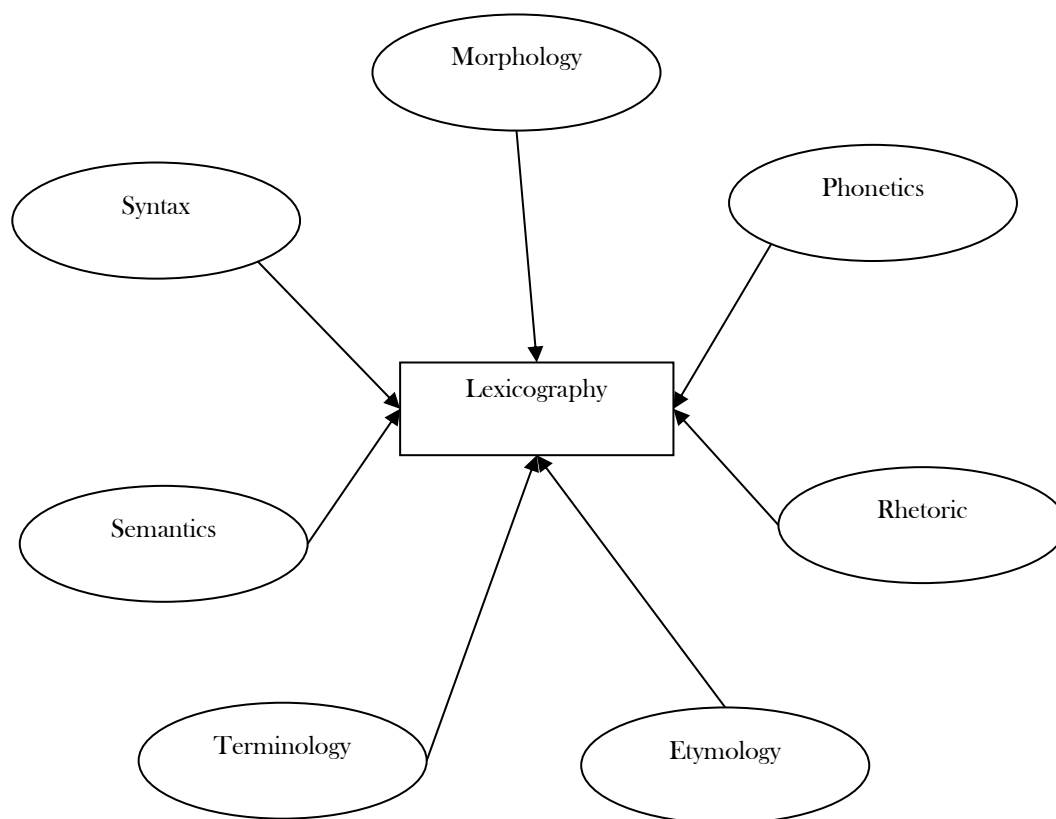 Morphology
Phonetics
Syntax
Lexicography
Rhetoric
Semantics
Terminology
Etymology